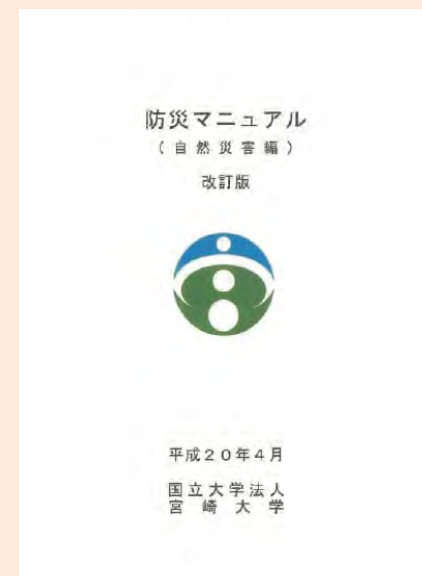 防災マニュアル
(自然災害編)
改訂版
平成20年4月
国立大学法人
宮崎大学